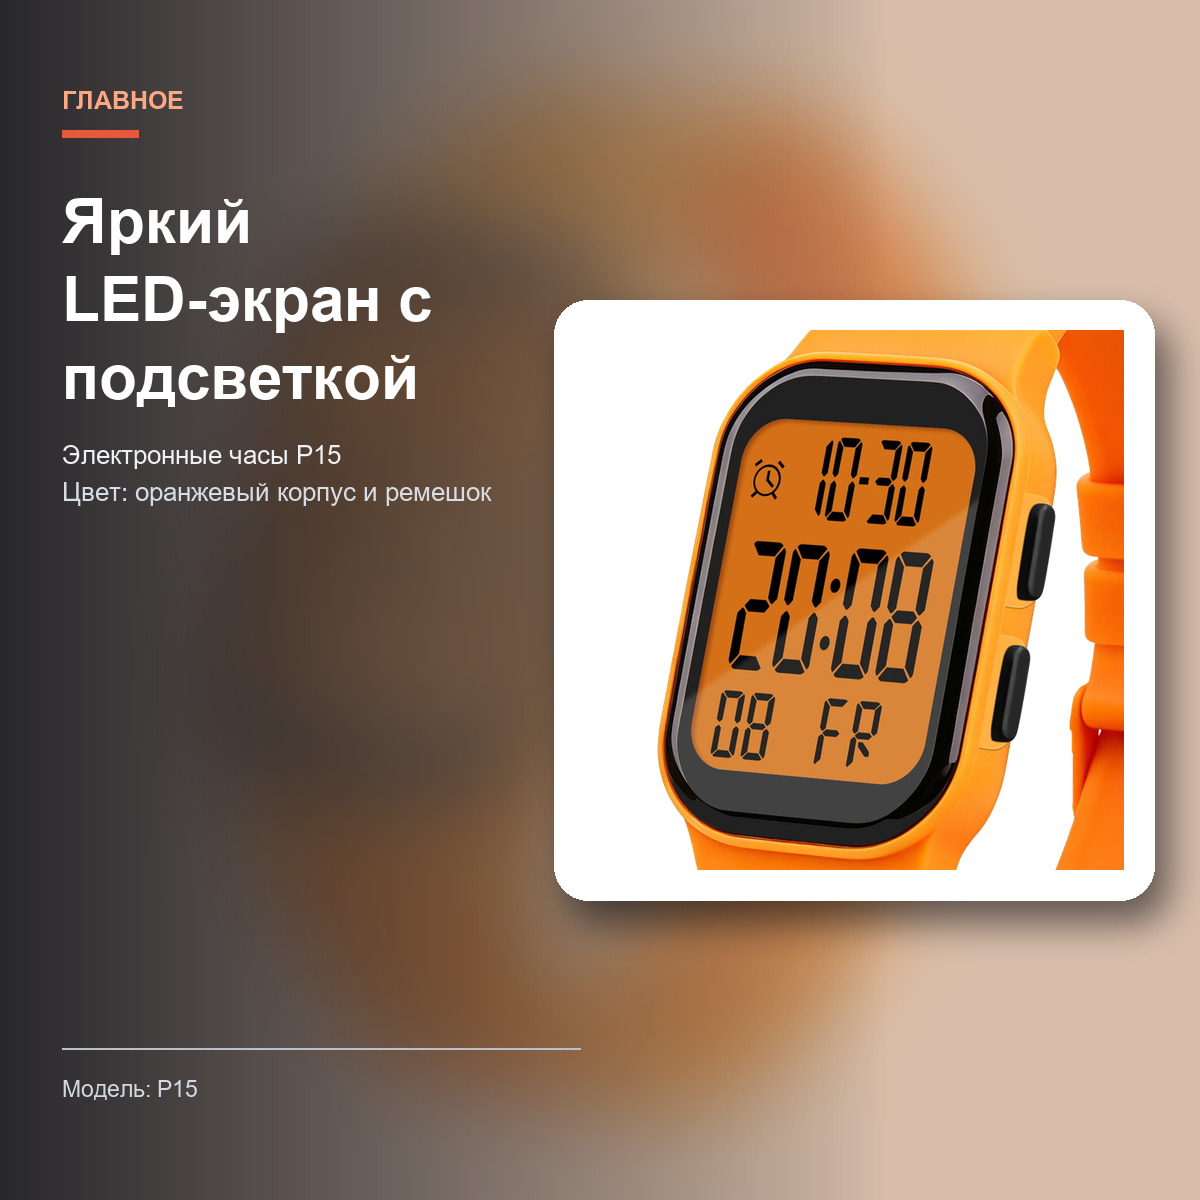 ГЛАВНОЕ
Яркий
LED-экран с
подсветкой
Электронные часы P15
Цвет: оранжевый корпус и ремешок
10-30
20:08
08 FR
Модель: P15